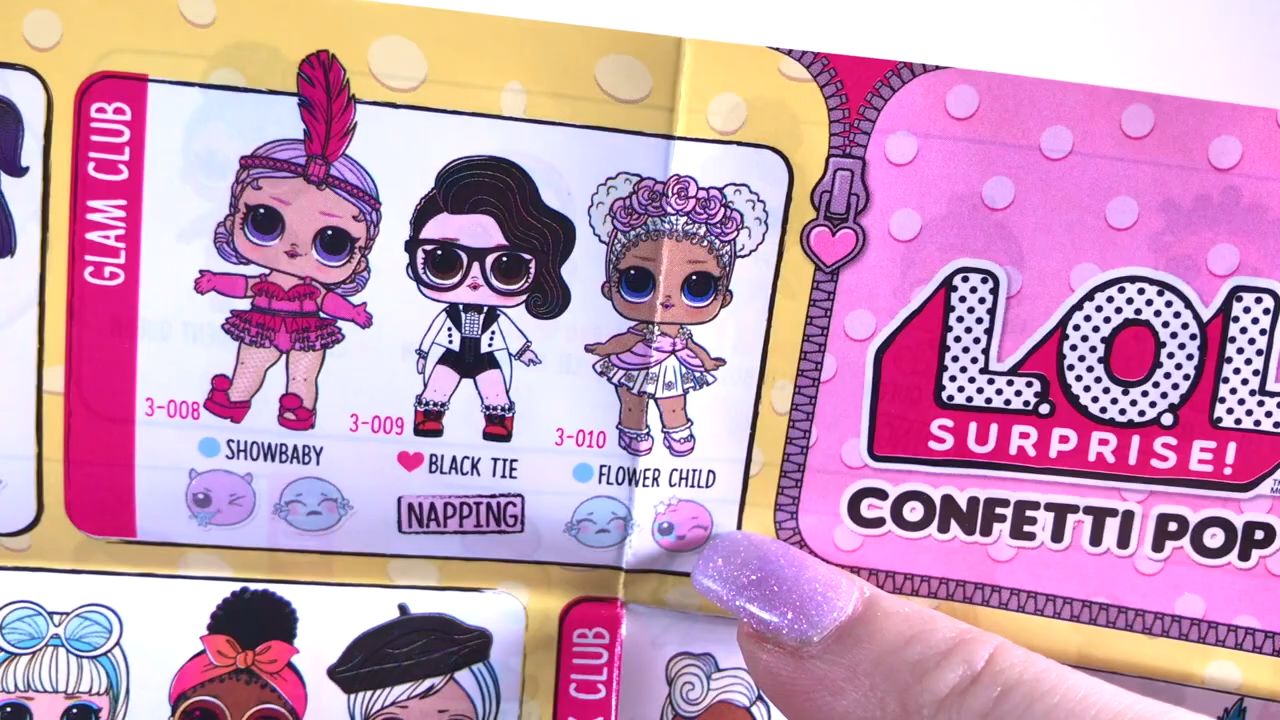 GLAM CLUB
3-008
SHOWBABY
3-009
BLACK TIE
NAPPING
3-010
FLOWER CHILD
L.O.L
SURPRISE!
CONFETTI POP
CLUB